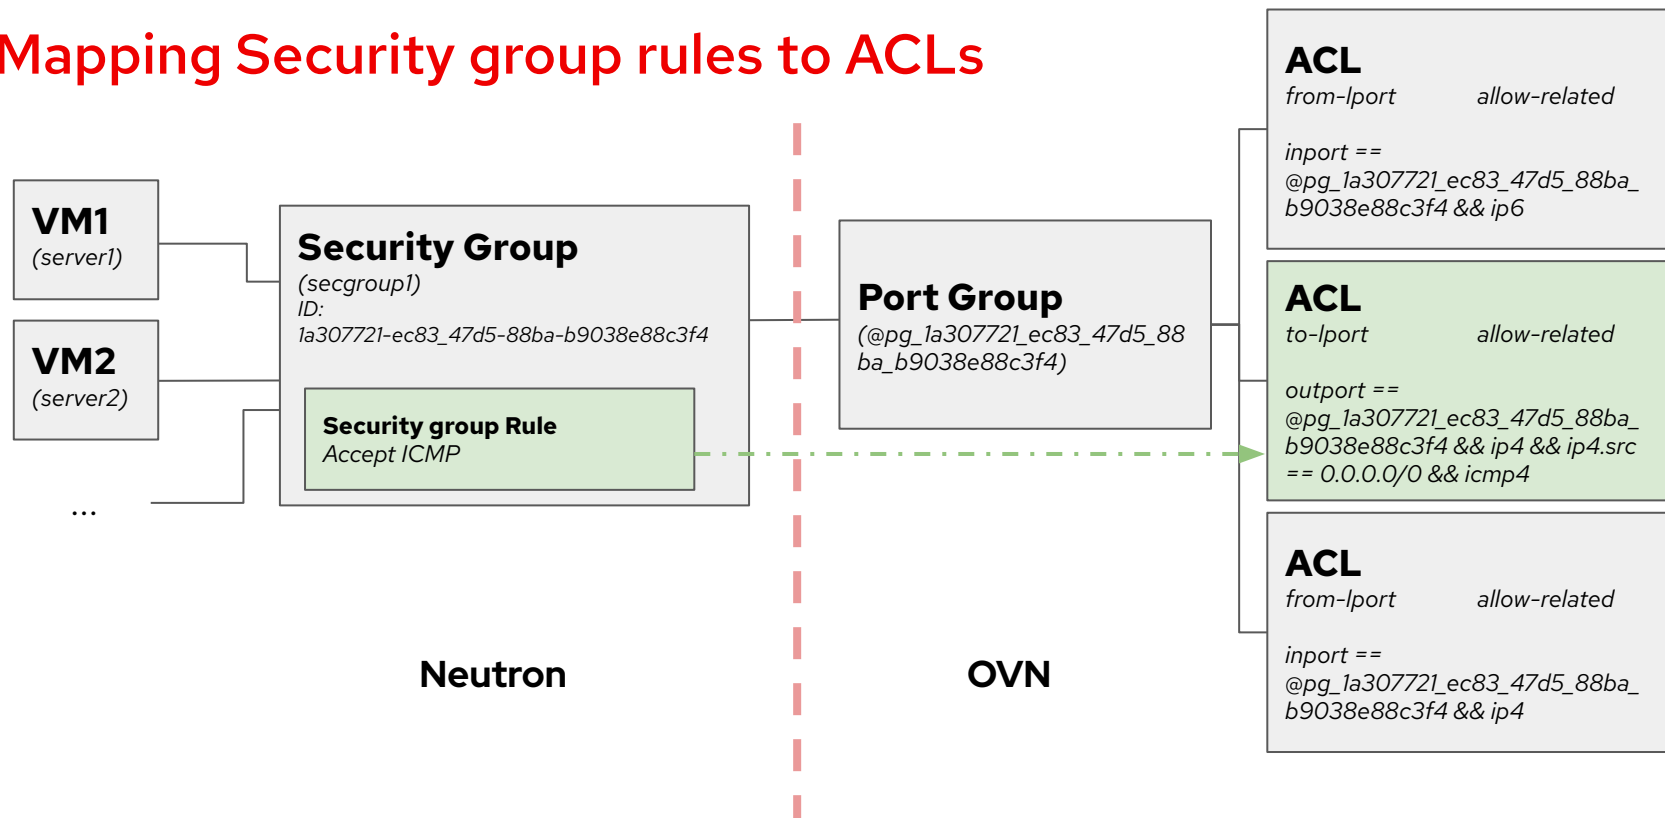 Mapping Security group rules to ACLs
VM1
(server1)
VM2
(server2)
...
Security Group
(secgroup1)
ID:
1a307721-ec83_47d5-88ba-b9038e88c3f4
Security group Rule
Accept ICMP
Neutron
Port Group
(@pg_1a307721_ec83_47d5_88
ba_b9038e88c3f4)
OVN
ACL
from-lport allow-related
inport ==
@pg_1a307721_ec83_47d5_88ba_
b9038e88c3f4 && ip6
ACL
to-lport allow-related
outport ==
@pg_1a307721_ec83_47d5_88ba_
b9038e88c3f4 && ip4 && ip4.src
== 0.0.0.0/0 && icmp4
ACL
from-lport allow-related
inport ==
@pg_1a307721_ec83_47d5_88ba_
b9038e88c3f4 && ip4